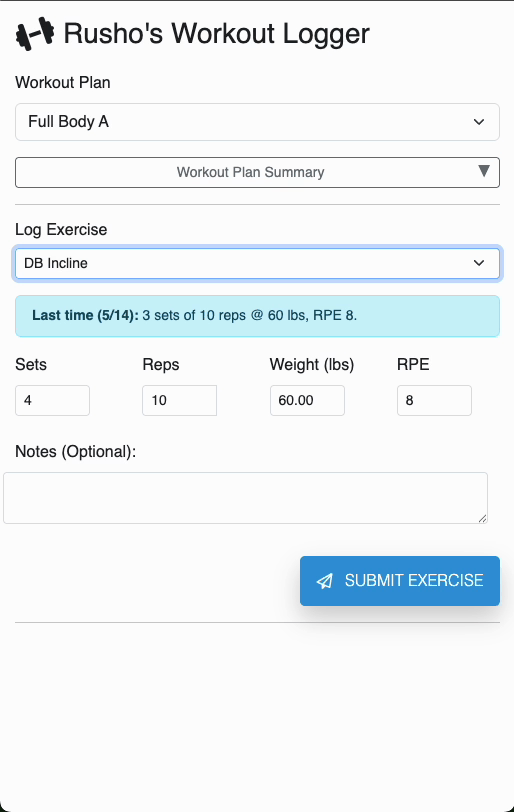 Rusho's Workout Logger
Workout Plan
Full Body A
Workout Plan Summary
Log Exercise
DB Incline
Last time (5/14): 3 sets of 10 reps @ 60 lbs, RPE 8.
Sets Reps Weight (lbs) RPE
4 10 60.00 8
Notes (Optional):
SUBMIT EXERCISE